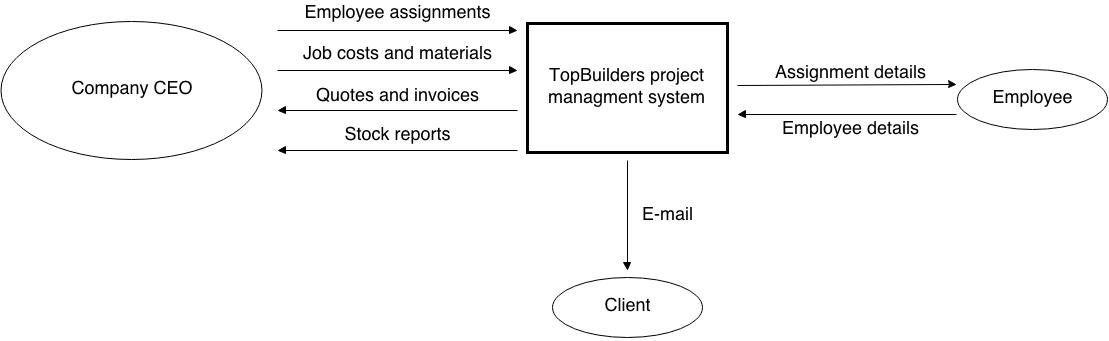 Employee assignments
Job costs and materials
Company CEO
Quotes and invoices
Stock reports
TopBuilders project
managment system
Assignment details
Employee
Employee details
E-mail
Client